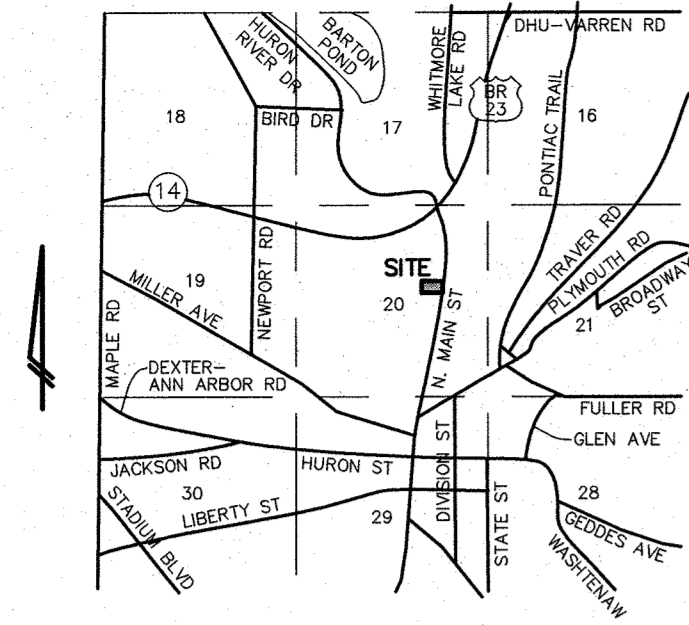 DHU-VARREN RD
HURON
RIVER DR
BARTON
POND
WHITMORE
LAKE RD
BR
23
PONTIAC TRAIL
16
18
BIRD DR
17
14
TRAVER RD
PLYMOUTH RD
BROADWAY
ST
21
SITE
20
19
MILLER AVE
NEWPORT RD
N. MAIN ST
MAPLE RD
DEXTER-
ANN ARBOR RD
FULLER RD
GLEN AVE
JACKSON RD
HURON ST
DIVISION ST
STATE ST
30
LIBERTY ST
29
28
STADIUM BLVD
GEDDES AVE
WASHTENAW